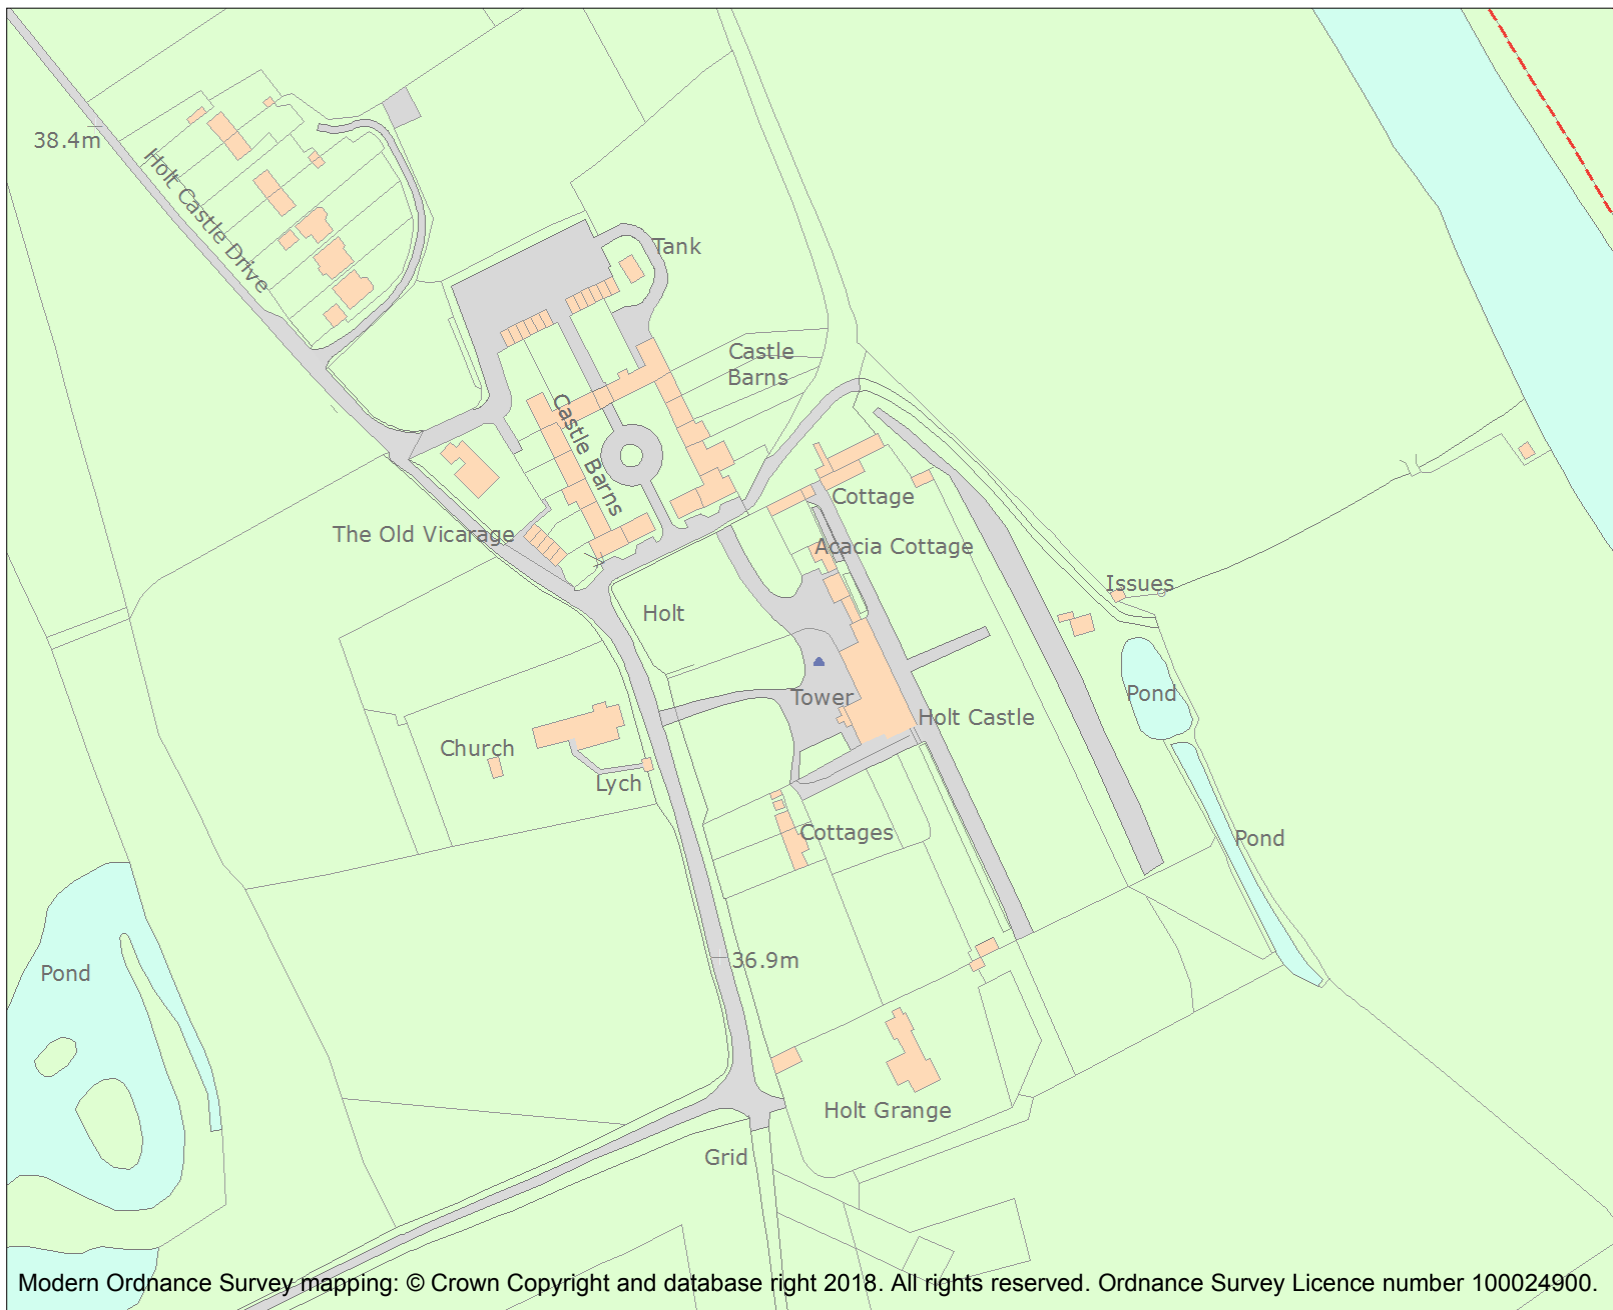 38.4m
Holt Castle Drive
Tank
Castle
Barns
Castle Barns
Cottage
The Old Vicarage
Acacia Cottage
Issues
Holt
Pond
Tower
Holt Castle
Church
Lych
Cottages
Pond
36.9m
Pond
Holt Grange
Grid
Modern Ordnance Survey mapping: © Crown Copyright and database right 2018. All rights reserved. Ordnance Survey Licence number 100024900.